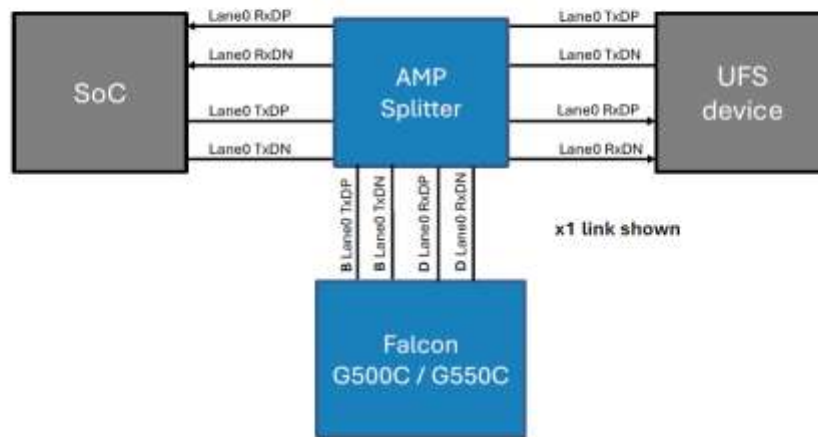 Lane0 RxDP
Lane0 TxDP
Lane0 RxDN
Lane0 TxDN
SoC
AMP
Splitter
UFS
device
Lane0 TxDP
Lane0 RxDP
Lane0 TxDN
Lane0 RxDN
B Lane0 TxDP
B Lane0 TxDN
D Lane0 RxDP
D Lane0 RxDN
x1 link shown
Falcon
G500C / G550C